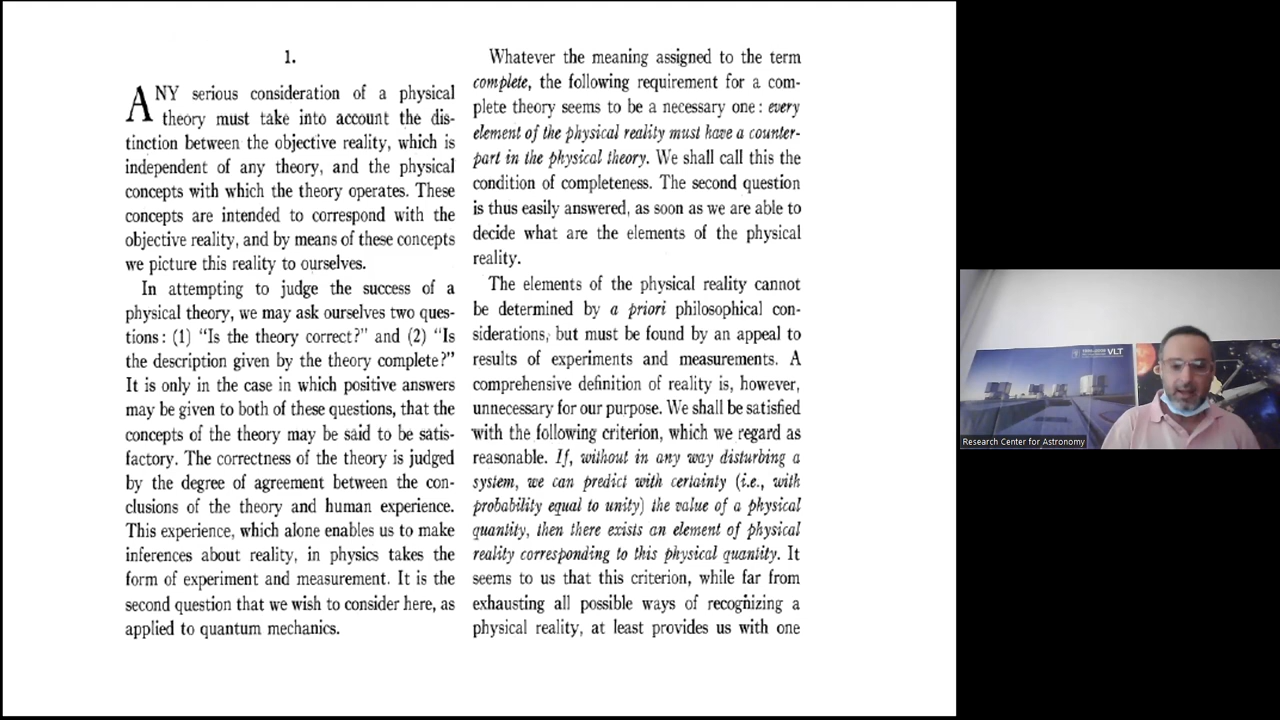 1.
ANY serious consideration of a physical
theory must take into account the dis-
tinction between the objective reality, which is
independent of any theory, and the physical
concepts with which the theory operates. These
concepts are intended to correspond with the
objective reality, and by means of these concepts
we picture this reality to ourselves.
In attempting to judge the success of a
physical theory, we may ask ourselves two ques-
tions: (1) “Is the theory correct?” and (2) “Is
the description given by the theory complete?”
It is only in the case in which positive answers
may be given to both of these questions, that the
concepts of the theory may be said to be satis-
factory. The correctness of the theory is judged
by the degree of agreement between the con-
clusions of the theory and human experience.
This experience, which alone enables us to make
inferences about reality, in physics takes the
form of experiment and measurement. It is the
second question that we wish to consider here, as
applied to quantum mechanics.
Whatever the meaning assigned to the term
complete, the following requirement for a com-
plete theory seems to be a necessary one: every
element of the physical reality must have a counter-
part in the physical theory. We shall call this the
condition of completeness. The second question
is thus easily answered, as soon as we are able to
decide what are the elements of the physical
reality.
The elements of the physical reality cannot
be determined by a priori philosophical con-
siderations, but must be found by an appeal to
results of experiments and measurements. A
comprehensive definition of reality is, however,
unnecessary for our purpose. We shall be satisfied
with the following criterion, which we regard as
reasonable. If, without in any way disturbing a
system, we can predict with certainty (i.e., with
probability equal to unity) the value of a physical
quantity, then there exists an element of physical
reality corresponding to this physical quantity. It
seems to us that this criterion, while far from
exhausting all possible ways of recognizing a
physical reality, at least provides us with one
VLT
Research Center for Astronomy